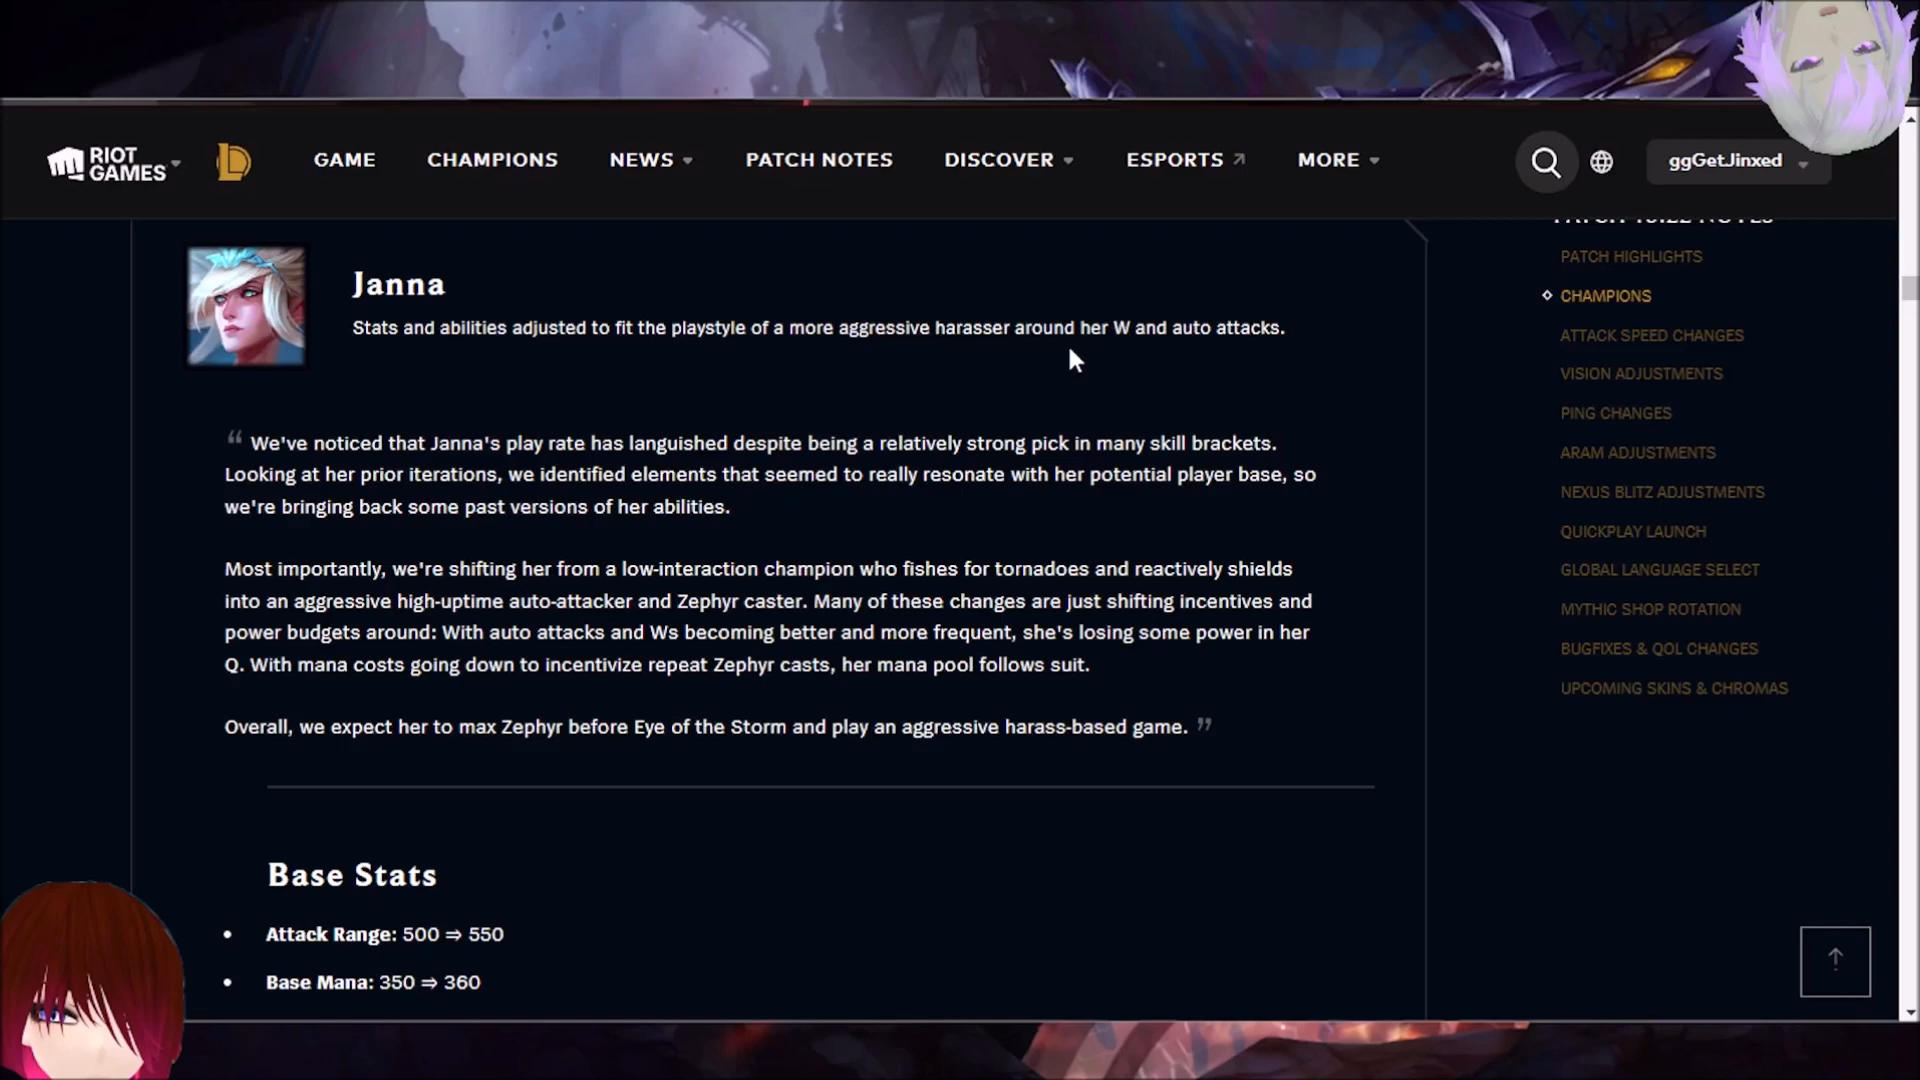 RIOT GAMES
GAME
CHAMPIONS
NEWS
PATCH NOTES
DISCOVER
ESPORTS
MORE
ggGetJinxed
Janna
Stats and abilities adjusted to fit the playstyle of a more aggressive harasser around her W and auto attacks.
“ We've noticed that Janna's play rate has languished despite being a relatively strong pick in many skill brackets.
Looking at her prior iterations, we identified elements that seemed to really resonate with her potential player base, so
we're bringing back some past versions of her abilities.
Most importantly, we're shifting her from a low-interaction champion who fishes for tornadoes and reactively shields
into an aggressive high-uptime auto-attacker and Zephyr caster. Many of these changes are just shifting incentives and
power budgets around: With auto attacks and Ws becoming better and more frequent, she's losing some power in her
Q. With mana costs going down to incentivize repeat Zephyr casts, her mana pool follows suit.
Overall, we expect her to max Zephyr before Eye of the Storm and play an aggressive harass-based game. ”
Base Stats
• Attack Range: 500 ⇒ 550
• Base Mana: 350 ⇒ 360
PATCH HIGHLIGHTS
CHAMPIONS
ATTACK SPEED CHANGES
VISION ADJUSTMENTS
PING CHANGES
ARAM ADJUSTMENTS
NEXUS BLITZ ADJUSTMENTS
QUICKPLAY LAUNCH
GLOBAL LANGUAGE SELECT
MYTHIC SHOP ROTATION
BUGFIXES & QOL CHANGES
UPCOMING SKINS & CHROMAS